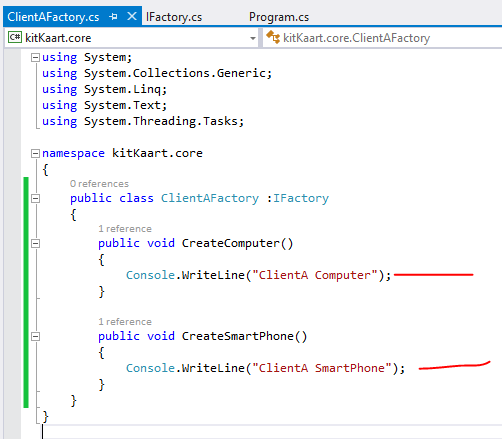 ClientAFactory.cs IFactory.cs Program.cs
C# kitKaart.core kitKaart.core.ClientAFactory
using System;
using System.Collections.Generic;
using System.Linq;
using System.Text;
using System.Threading.Tasks;
namespace kitKaart.core
{
0 references
public class ClientAFactory :IFactory
{
1 reference
public void CreateComputer()
{
Console.WriteLine("ClientA Computer");
}
1 reference
public void CreateSmartPhone()
{
Console.WriteLine("ClientA SmartPhone");
}
}
}